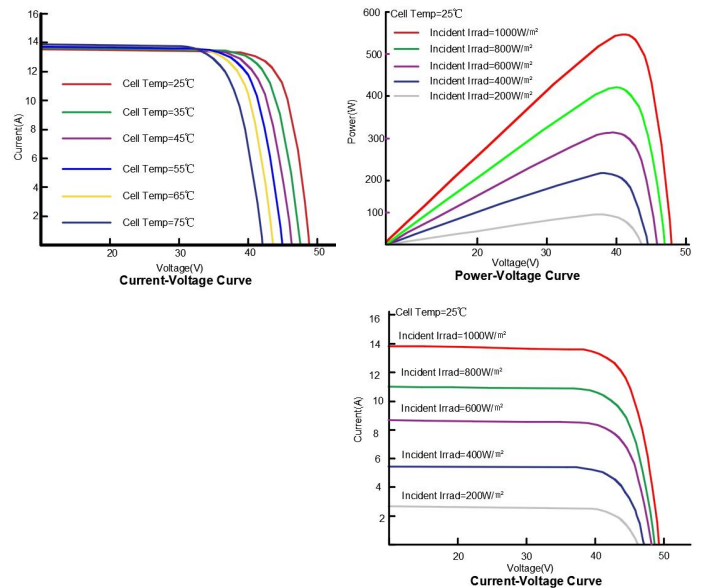 16
14
12
10
8
6
4
2
Current(A)
Cell Temp=25℃
Cell Temp=35℃
Cell Temp=45℃
Cell Temp=55℃
Cell Temp=65℃
Cell Temp=75℃
20
30
40
50
Voltage(V)
Current-Voltage Curve
600
500
400
300
200
100
Power(W)
Cell Temp=25℃
Incident Irrad=1000W/㎡
Incident Irrad=800W/㎡
Incident Irrad=600W/㎡
Incident Irrad=400W/㎡
Incident Irrad=200W/㎡
20
30
40
50
Voltage(V)
Power-Voltage Curve
16
14
12
10
8
6
4
2
Current(A)
Cell Temp=25℃
Incident Irrad=1000W/㎡
Incident Irrad=800W/㎡
Incident Irrad=600W/㎡
Incident Irrad=400W/㎡
Incident Irrad=200W/㎡
20
30
40
50
Voltage(V)
Current-Voltage Curve